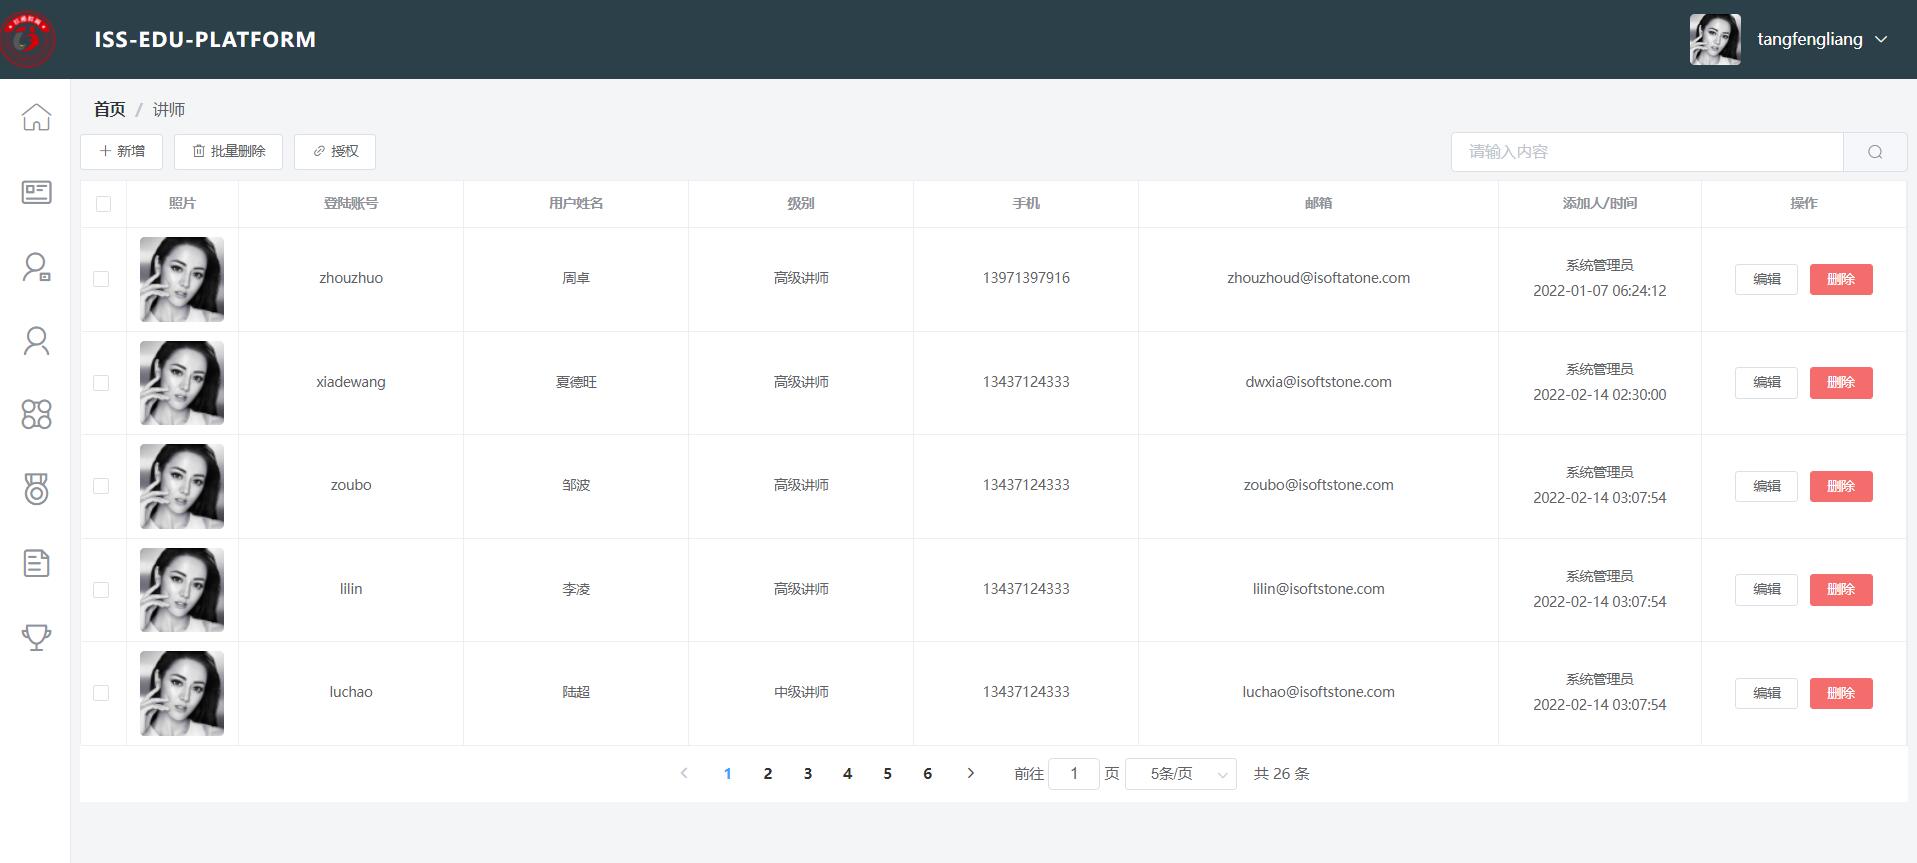 ISS-EDU-PLATFORM
tangfengliang
首页 / 讲师
新增 批量删除 授权
请输入内容
照片 登陆账号 用户姓名 级别 手机 邮箱 添加人/时间 操作
zhouzhuo 周卓 高级讲师 13971397916 zhouzhoud@isoftatone.com 系统管理员
2022-01-07 06:24:12 编辑 删除
xiadewang 夏德旺 高级讲师 13437124333 dwxia@isoftstone.com 系统管理员
2022-02-14 02:30:00 编辑 删除
zoubo 邹波 高级讲师 13437124333 zoubo@isoftstone.com 系统管理员
2022-02-14 03:07:54 编辑 删除
lilin 李凌 高级讲师 13437124333 lilin@isoftstone.com 系统管理员
2022-02-14 03:07:54 编辑 删除
luchao 陆超 中级讲师 13437124333 luchao@isoftstone.com 系统管理员
2022-02-14 03:07:54 编辑 删除
1 2 3 4 5 6 前往 1 页 5条/页 共 26 条